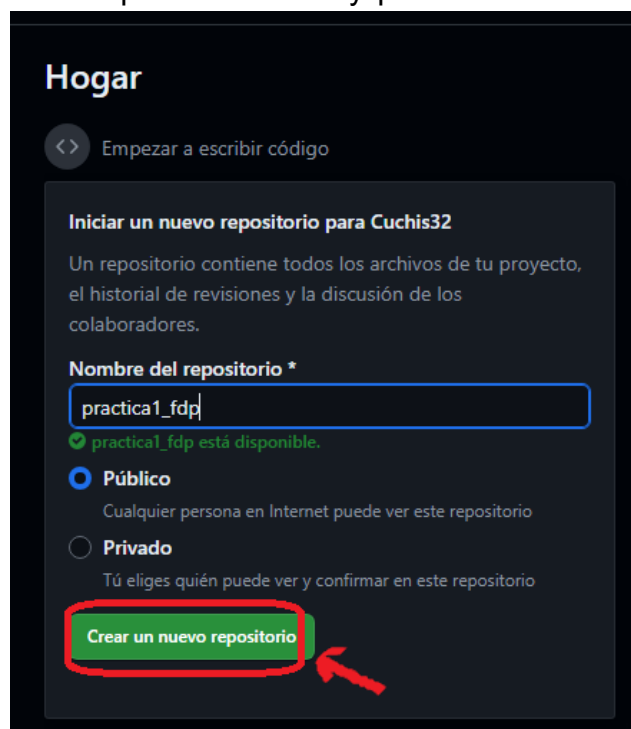 Hogar
<> Empezar a escribir código
Iniciar un nuevo repositorio para Cuchis32
Un repositorio contiene todos los archivos de tu proyecto,
el historial de revisiones y la discusión de los
colaboradores.
Nombre del repositorio *
practica1_fdp
practica1_fdp está disponible.
Público
Cualquier persona en Internet puede ver este repositorio
Privado
Tú eliges quién puede ver y confirmar en este repositorio
Crear un nuevo repositorio